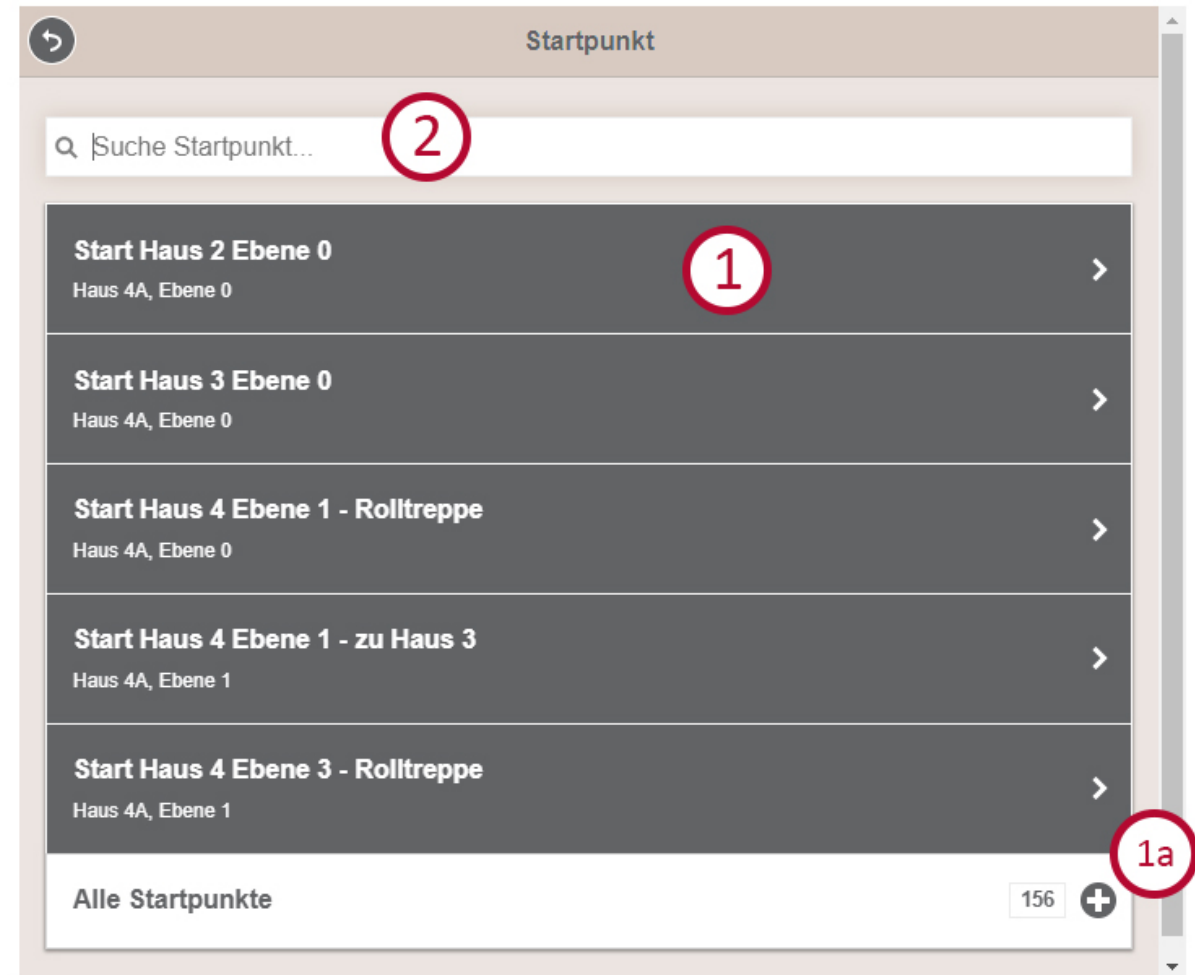 Startpunkt
Suche Startpunkt...
2
Start Haus 2 Ebene 0
Haus 4A, Ebene 0
1
Start Haus 3 Ebene 0
Haus 4A, Ebene 0
Start Haus 4 Ebene 1 - Rolltreppe
Haus 4A, Ebene 0
Start Haus 4 Ebene 1 - zu Haus 3
Haus 4A, Ebene 1
Start Haus 4 Ebene 3 - Rolltreppe
Haus 4A, Ebene 1
1a
Alle Startpunkte 156